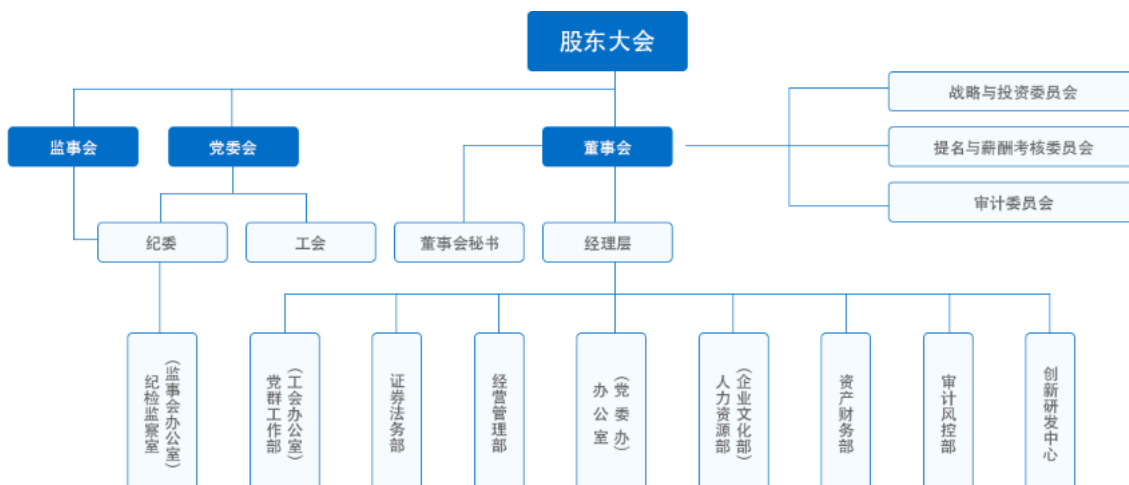 股东大会
战略与投资委员会
监事会
党委会
董事会
提名与薪酬考核委员会
审计委员会
纪委
工会
董事会秘书
经理层
纪检监察室
（监事会办公室）
党群工作部
（工会办公室）
证券法务部
经营管理部
办公室
（党委办）
人力资源部
（企业文化部）
资产财务部
审计风控部
创新研发中心